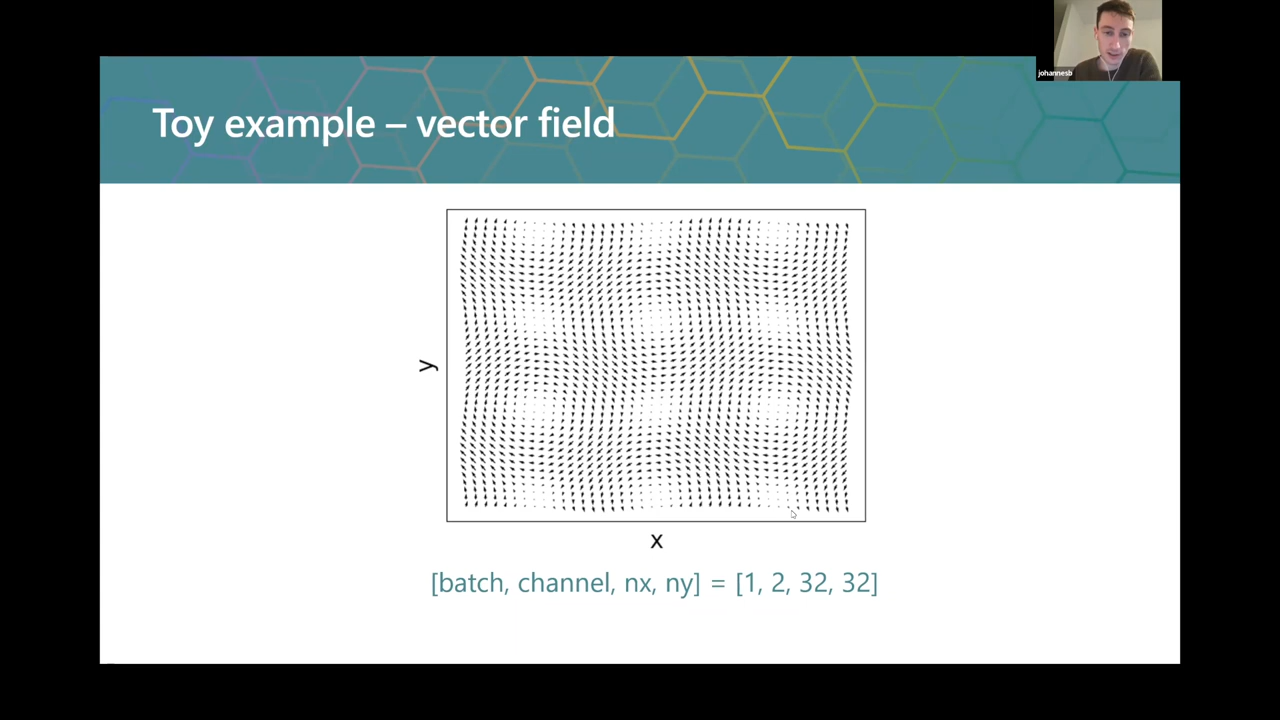 johannesb
Toy example – vector field
y
x
[batch, channel, nx, ny] = [1, 2, 32, 32]